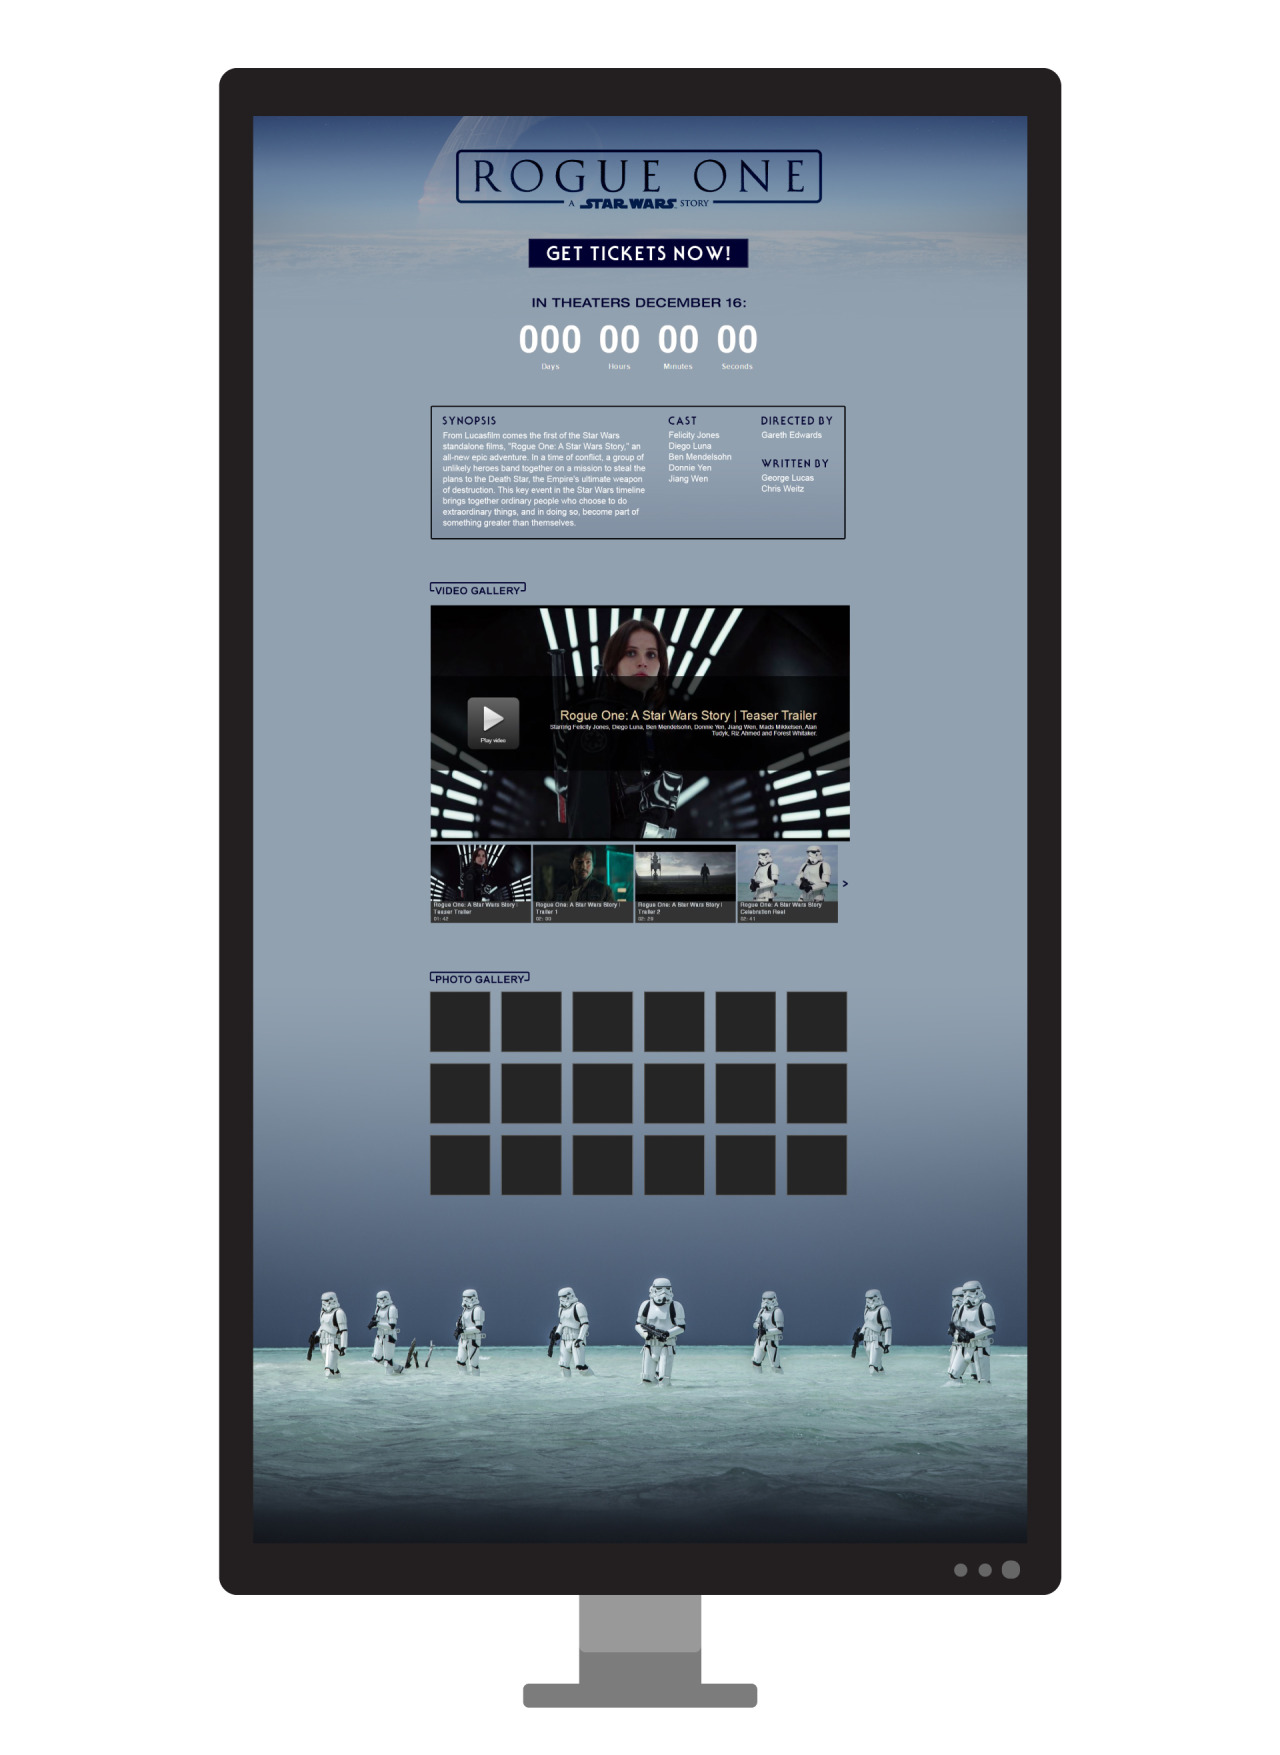 ROGUE ONE
A STAR WARS STORY
GET TICKETS NOW!
IN THEATERS DECEMBER 16:
000 00 00 00
Days Hours Minutes Seconds
SYNOPSIS
From Lucasfilm comes the first of the Star Wars
standalone films, "Rogue One: A Star Wars Story," an
all-new epic adventure. In a time of conflict, a group of
unlikely heroes band together on a mission to steal the
plans to the Death Star, the Empire's ultimate weapon
of destruction. This key event in the Star Wars timeline
brings together ordinary people who choose to do
extraordinary things, and in doing so, become part of
something greater than themselves.
CAST
Felicity Jones
Diego Luna
Ben Mendelsohn
Donnie Yen
Jiang Wen
DIRECTED BY
Gareth Edwards
WRITTEN BY
George Lucas
Chris Weitz
VIDEO GALLERY
Play video
Rogue One: A Star Wars Story | Teaser Trailer
Starring Felicity Jones, Diego Luna, Ben Mendelsohn, Donnie Yen, Jiang Wen, Mads Mikkelsen, Alan
Tudyk, Riz Ahmed and Forest Whitaker.
Rogue One: A Star Wars Story |
Teaser Trailer
01: 42
Rogue One: A Star Wars Story |
Trailer 1
02: 00
Rogue One: A Star Wars Story |
Trailer 2
02: 29
Rogue One: A Star Wars Story
Celebration Reel
02: 41
>
PHOTO GALLERY